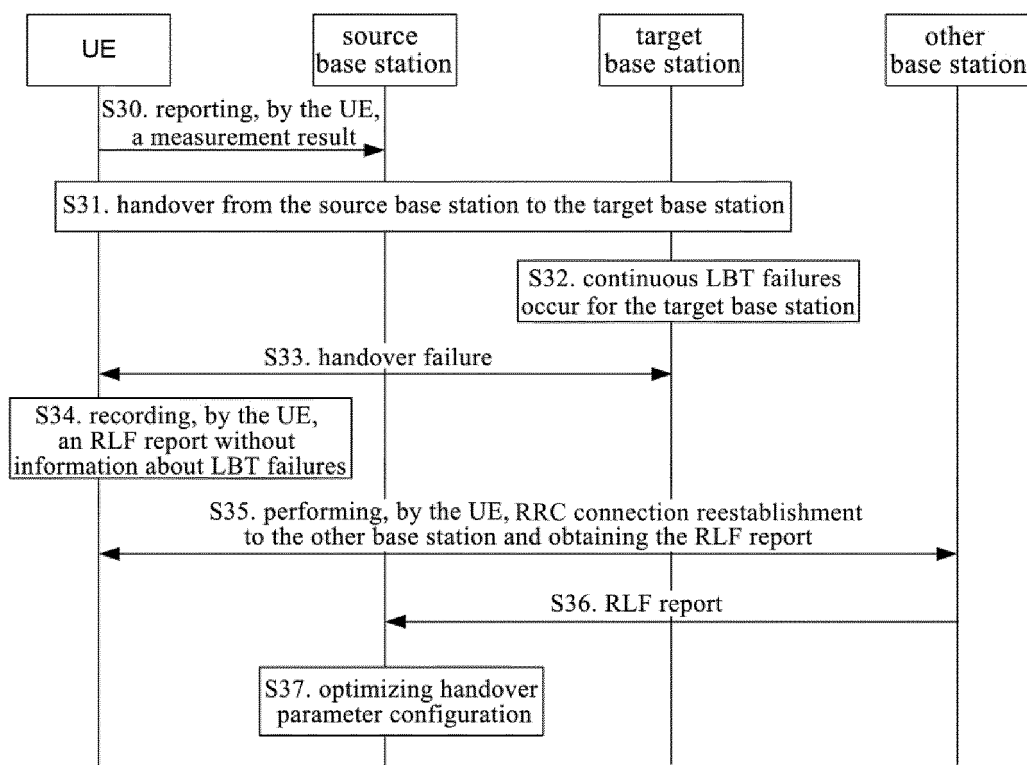 UE
source
base station
target
base station
other
base station
S30. reporting, by the UE,
a measurement result
S31. handover from the source base station to the target base station
S32. continuous LBT failures
occur for the target base station
S33. handover failure
S34. recording, by the UE,
an RLF report without
information about LBT failures
S35. performing, by the UE, RRC connection reestablishment
to the other base station and obtaining the RLF report
S36. RLF report
S37. optimizing handover
parameter configuration